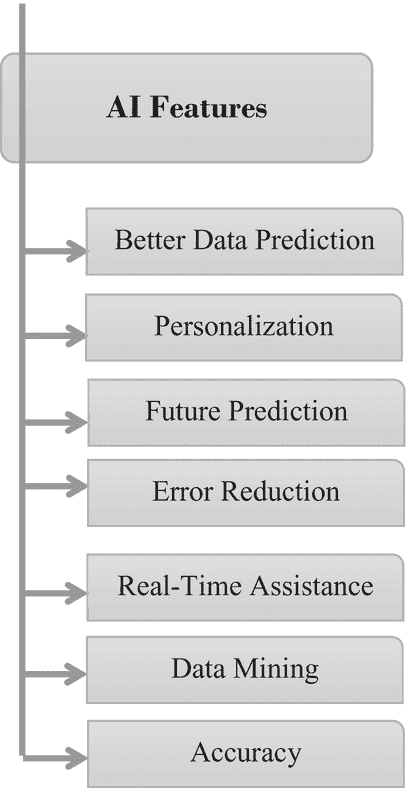 AI Features
Better Data Prediction
Personalization
Future Prediction
Error Reduction
Real-Time Assistance
Data Mining
Accuracy